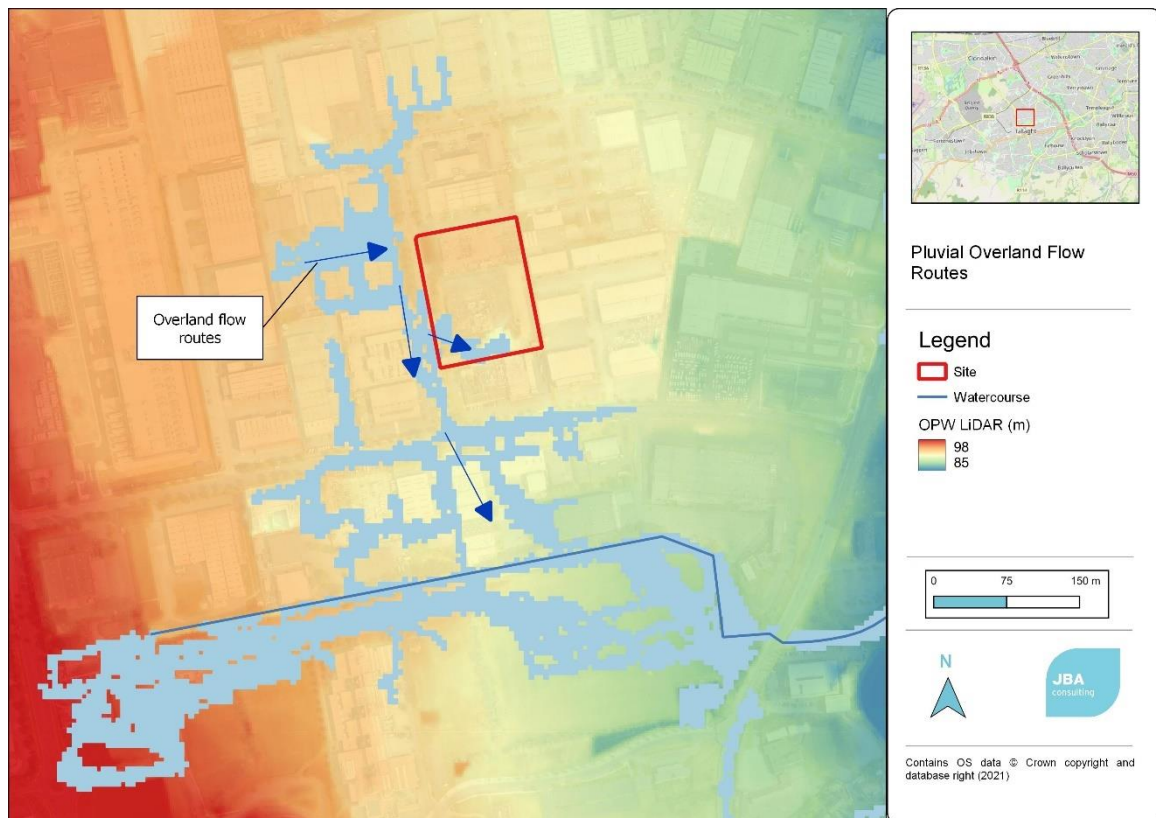 Overland flow
routes
Pluvial Overland Flow
Routes
Legend
Site
Watercourse
OPW LiDAR (m)
98
85
0 75 150 m
N
JBA
consulting
Contains OS data © Crown copyright and
database right (2021)